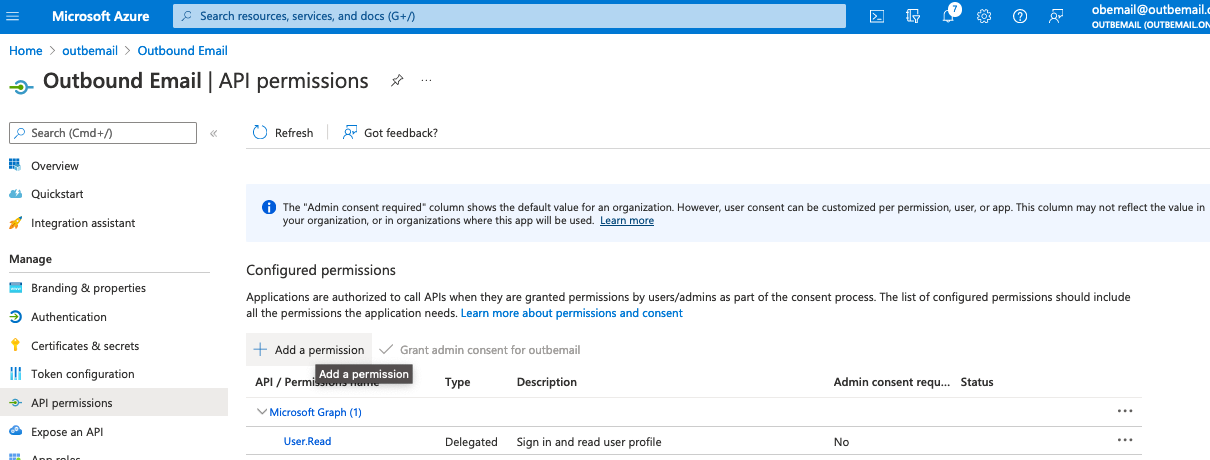 Microsoft Azure
Search resources, services, and docs (G+/)
7
obemail@outbemail.o
OUTBEMAIL (OUTBEMAIL.ON
Home > outbemail > Outbound Email
Outbound Email | API permissions
...
Search (Cmd+/)
«
Refresh
Got feedback?
Overview
Quickstart
Integration assistant
Manage
Branding & properties
Authentication
Certificates & secrets
Token configuration
API permissions
Expose an API
App roles
The "Admin consent required" column shows the default value for an organization. However, user consent can be customized per permission, user, or app. This column may not reflect the value in
your organization, or in organizations where this app will be used. Learn more
Configured permissions
Applications are authorized to call APIs when they are granted permissions by users/admins as part of the consent process. The list of configured permissions should include
all the permissions the application needs. Learn more about permissions and consent
Add a permission
Grant admin consent for outbemail
Add a permission
API / Permissions name Type Description Admin consent requ... Status
Microsoft Graph (1) ...
User.Read Delegated Sign in and read user profile No ...